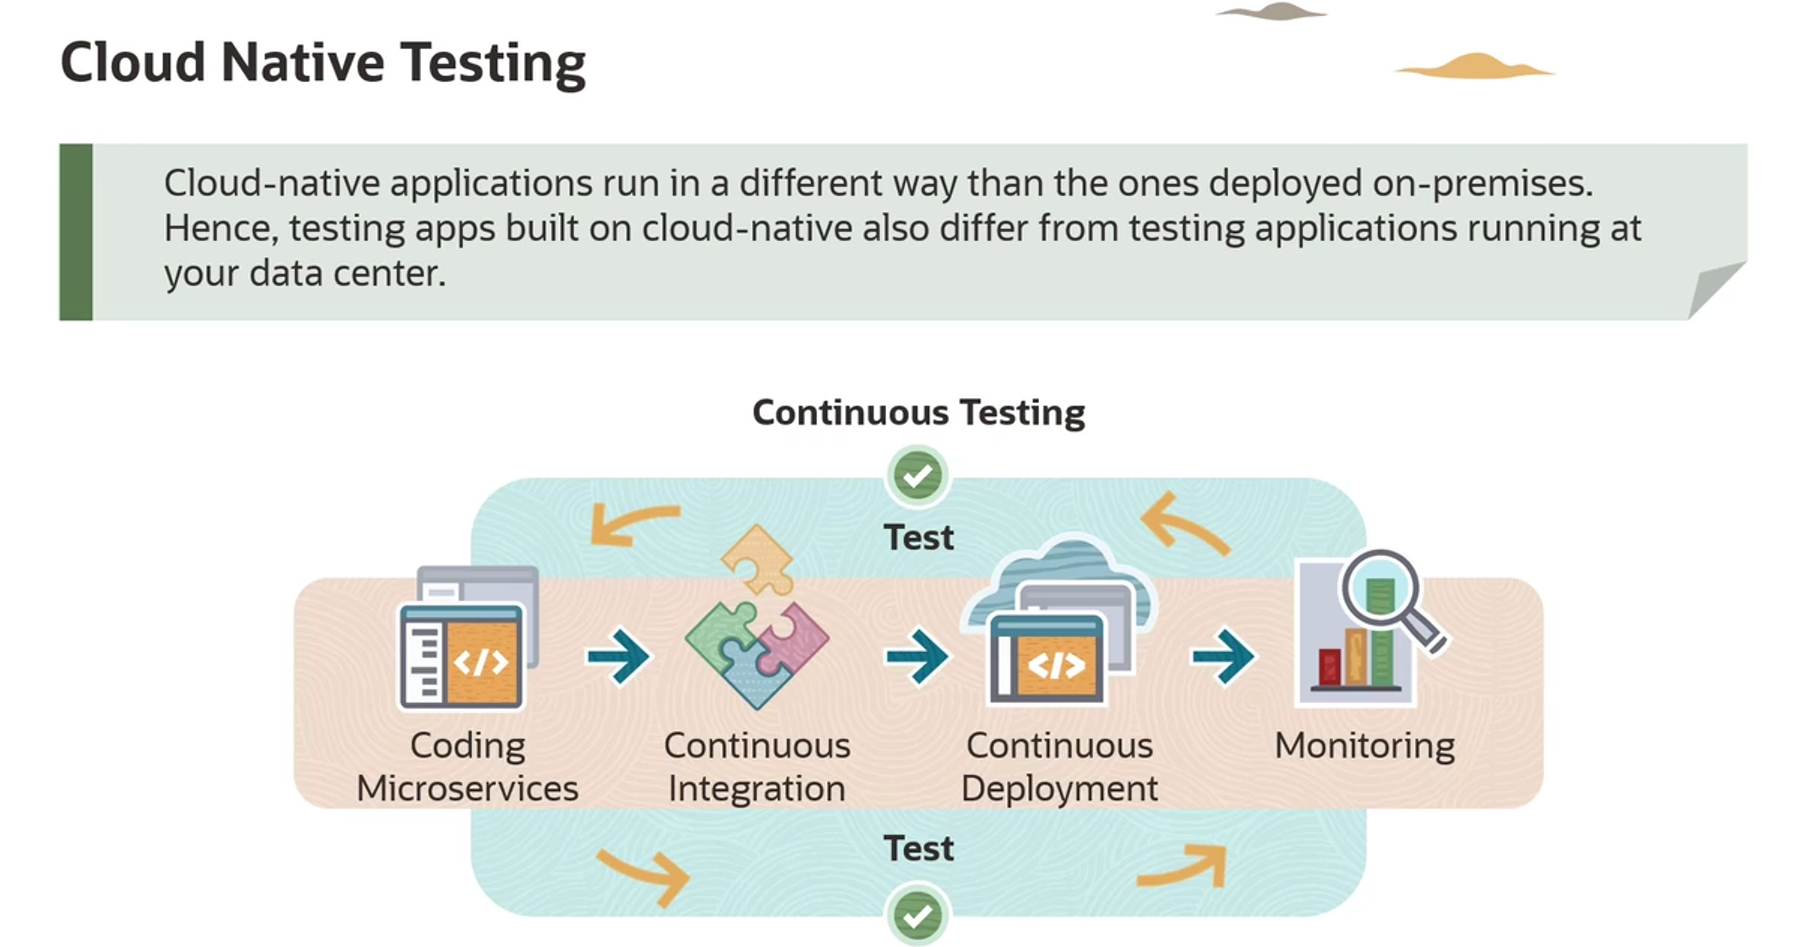 Cloud Native Testing
Cloud-native applications run in a different way than the ones deployed on-premises.
Hence, testing apps built on cloud-native also differ from testing applications running at
your data center.
Continuous Testing
Test
</>
</>
Coding
Microservices
Continuous
Integration
Continuous
Deployment
Monitoring
Test